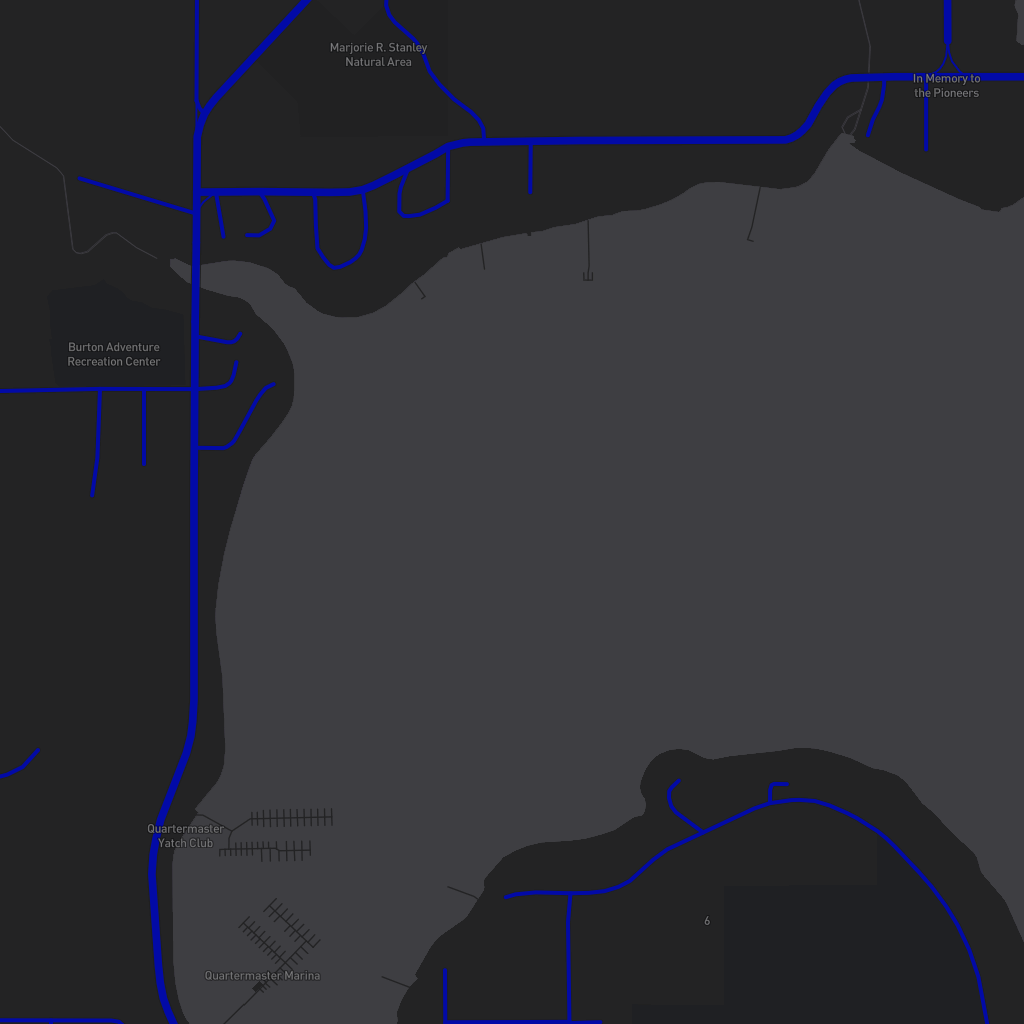 Marjorie R. Stanley
Natural Area
In Memory to
the Pioneers
Burton Adventure
Recreation Center
Quartermaster
Yatch Club
6
Quartermaster Marina